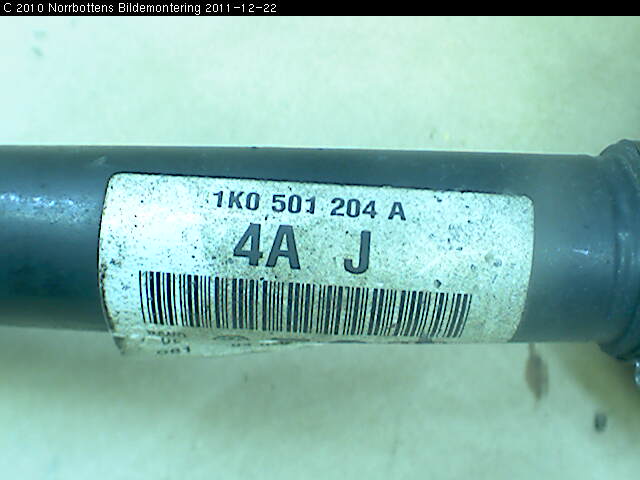 C 2010 Norrbottens Bildemontering 2011-12-22
1K0 501 204 A
4A J